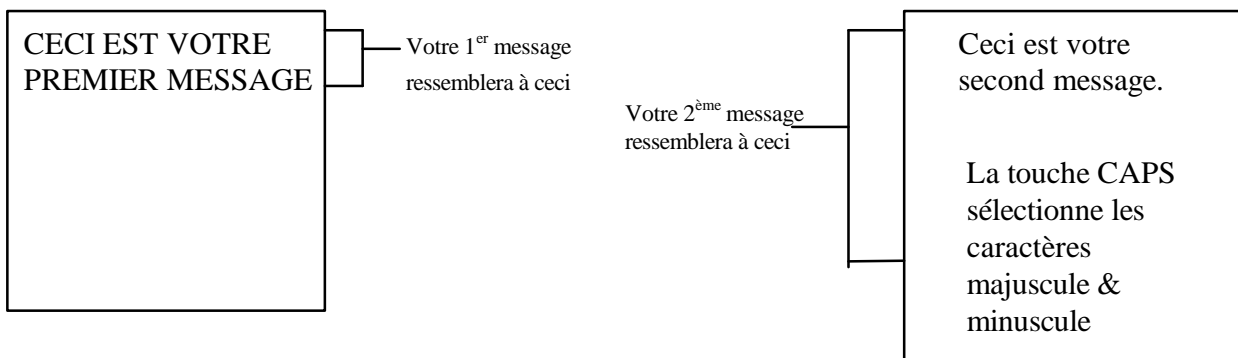 CECI EST VOTRE
PREMIER MESSAGE
Votre 1er message
ressemblera à ceci
Votre 2ème message
ressemblera à ceci
Ceci est votre
second message.
La touche CAPS
sélectionne les
caractères
majuscule &
minuscule